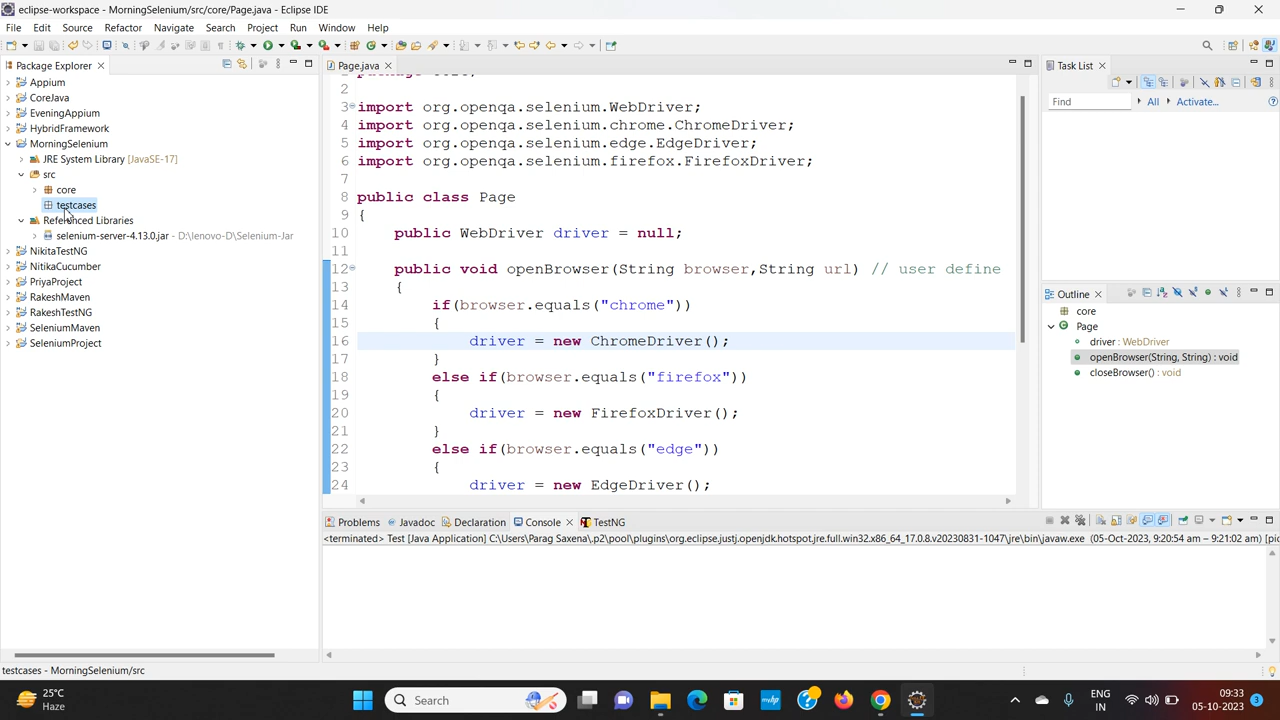 eclipse-workspace - MorningSelenium/src/core/Page.java - Eclipse IDE
File Edit Source Refactor Navigate Search Project Run Window Help
Package Explorer
Appium
CoreJava
EveningAppium
HybridFramework
MorningSelenium
JRE System Library [JavaSE-17]
src
core
testcases
Referenced Libraries
selenium-server-4.13.0.jar - D:\lenovo-D\Selenium-Jar
NikitaTestNG
NitikaCucumber
PriyaProject
RakeshMaven
RakeshTestNG
SeleniumMaven
SeleniumProject
Page.java
2
3 import org.openqa.selenium.WebDriver;
4 import org.openqa.selenium.chrome.ChromeDriver;
5 import org.openqa.selenium.edge.EdgeDriver;
6 import org.openqa.selenium.firefox.FirefoxDriver;
7
8 public class Page
9 {
10 public WebDriver driver = null;
11
12 public void openBrowser(String browser,String url) // user define
13 {
14 if(browser.equals("chrome"))
15 {
16 driver = new ChromeDriver();
17 }
18 else if(browser.equals("firefox"))
19 {
20 driver = new FirefoxDriver();
21 }
22 else if(browser.equals("edge"))
23 {
24 driver = new EdgeDriver();
Task List
Find All Activate...
Outline
core
Page
driver : WebDriver
openBrowser(String, String) : void
closeBrowser() : void
Problems Javadoc Declaration Console TestNG
<terminated> Test [Java Application] C:\Users\Parag Saxena\.p2\pool\plugins\org.eclipse.justj.openjdk.hotspot.jre.full.win32.x86_64_17.0.8.v20230831-1047\jre\bin\javaw.exe (05-Oct-2023, 9:20:54 am – 9:21:02 am) [pic
testcases - MorningSelenium/src
25°C
Haze
Search
ENG
IN
09:33
05-10-2023
3